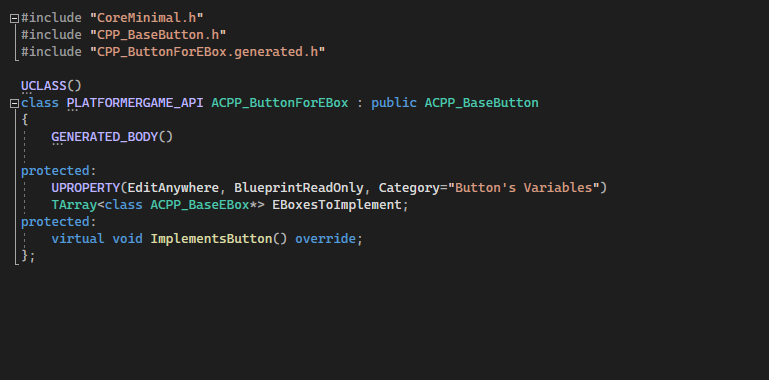 #include "CoreMinimal.h"
#include "CPP_BaseButton.h"
#include "CPP_ButtonForEBox.generated.h"
UCLASS()
class PLATFORMERGAME_API ACPP_ButtonForEBox : public ACPP_BaseButton
{
GENERATED_BODY()
protected:
UPROPERTY(EditAnywhere, BlueprintReadOnly, Category="Button's Variables")
TArray<class ACPP_BaseEBox*> EBoxesToImplement;
protected:
virtual void ImplementsButton() override;
};